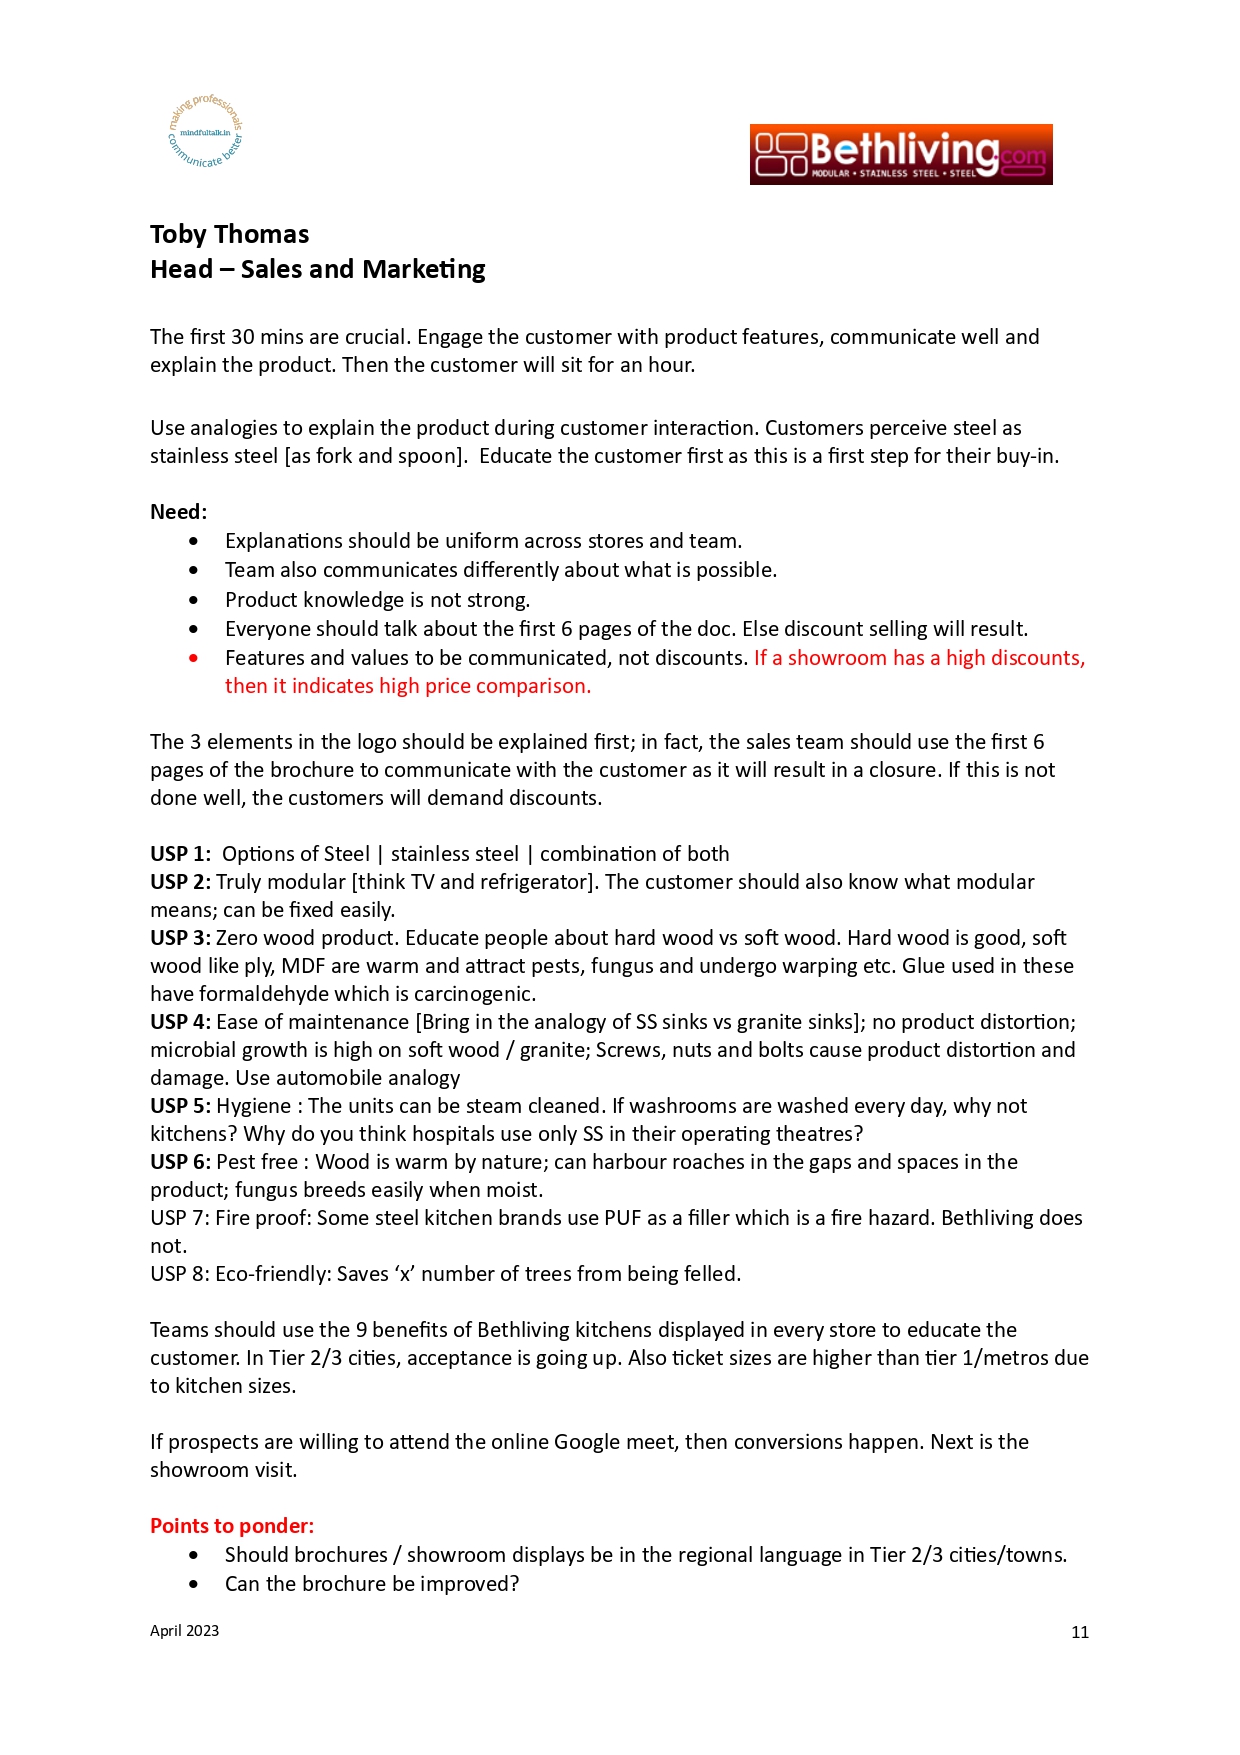 making professionals
mindfultalk.in
communicate better
Bethliving.com
MODULAR • STAINLESS STEEL • STEEL
Toby Thomas
Head – Sales and Marketing
The first 30 mins are crucial. Engage the customer with product features, communicate well and
explain the product. Then the customer will sit for an hour.
Use analogies to explain the product during customer interaction. Customers perceive steel as
stainless steel [as fork and spoon].  Educate the customer first as this is a first step for their buy-in.
Need:
• Explanations should be uniform across stores and team.
• Team also communicates differently about what is possible.
• Product knowledge is not strong.
• Everyone should talk about the first 6 pages of the doc. Else discount selling will result.
• Features and values to be communicated, not discounts. If a showroom has a high discounts,
then it indicates high price comparison.
The 3 elements in the logo should be explained first; in fact, the sales team should use the first 6
pages of the brochure to communicate with the customer as it will result in a closure. If this is not
done well, the customers will demand discounts.
USP 1:  Options of Steel | stainless steel | combination of both
USP 2: Truly modular [think TV and refrigerator]. The customer should also know what modular
means; can be fixed easily.
USP 3: Zero wood product. Educate people about hard wood vs soft wood. Hard wood is good, soft
wood like ply, MDF are warm and attract pests, fungus and undergo warping etc. Glue used in these
have formaldehyde which is carcinogenic.
USP 4: Ease of maintenance [Bring in the analogy of SS sinks vs granite sinks]; no product distortion;
microbial growth is high on soft wood / granite; Screws, nuts and bolts cause product distortion and
damage. Use automobile analogy
USP 5: Hygiene : The units can be steam cleaned. If washrooms are washed every day, why not
kitchens? Why do you think hospitals use only SS in their operating theatres?
USP 6: Pest free : Wood is warm by nature; can harbour roaches in the gaps and spaces in the
product; fungus breeds easily when moist.
USP 7: Fire proof: Some steel kitchen brands use PUF as a filler which is a fire hazard. Bethliving does
not.
USP 8: Eco-friendly: Saves ‘x’ number of trees from being felled.
Teams should use the 9 benefits of Bethliving kitchens displayed in every store to educate the
customer. In Tier 2/3 cities, acceptance is going up. Also ticket sizes are higher than tier 1/metros due
to kitchen sizes.
If prospects are willing to attend the online Google meet, then conversions happen. Next is the
showroom visit.
Points to ponder:
• Should brochures / showroom displays be in the regional language in Tier 2/3 cities/towns.
• Can the brochure be improved?
April 2023
11